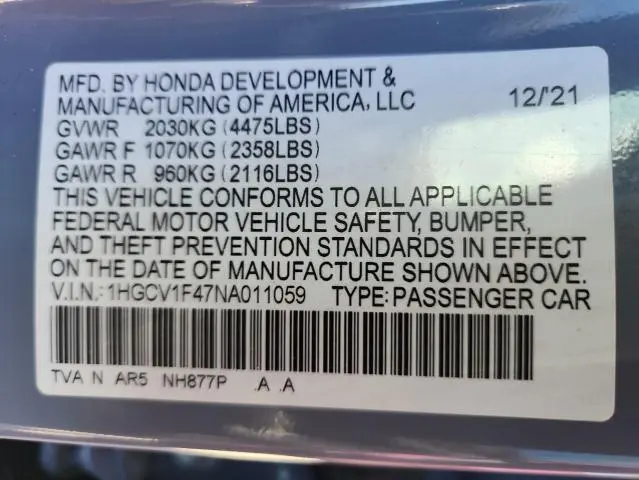 MFD. BY HONDA DEVELOPMENT &
MANUFACTURING OF AMERICA, LLC 12/'21
GVWR 2030KG (4475LBS)
GAWR F 1070KG (2358LBS)
GAWR R 960KG (2116LBS)
THIS VEHICLE CONFORMS TO ALL APPLICABLE
FEDERAL MOTOR VEHICLE SAFETY, BUMPER,
AND THEFT PREVENTION STANDARDS IN EFFECT
ON THE DATE OF MANUFACTURE SHOWN ABOVE.
V.I.N.: 1HGCV1F47NA011059 TYPE: PASSENGER CAR
TVA N AR5 NH877P .A .A